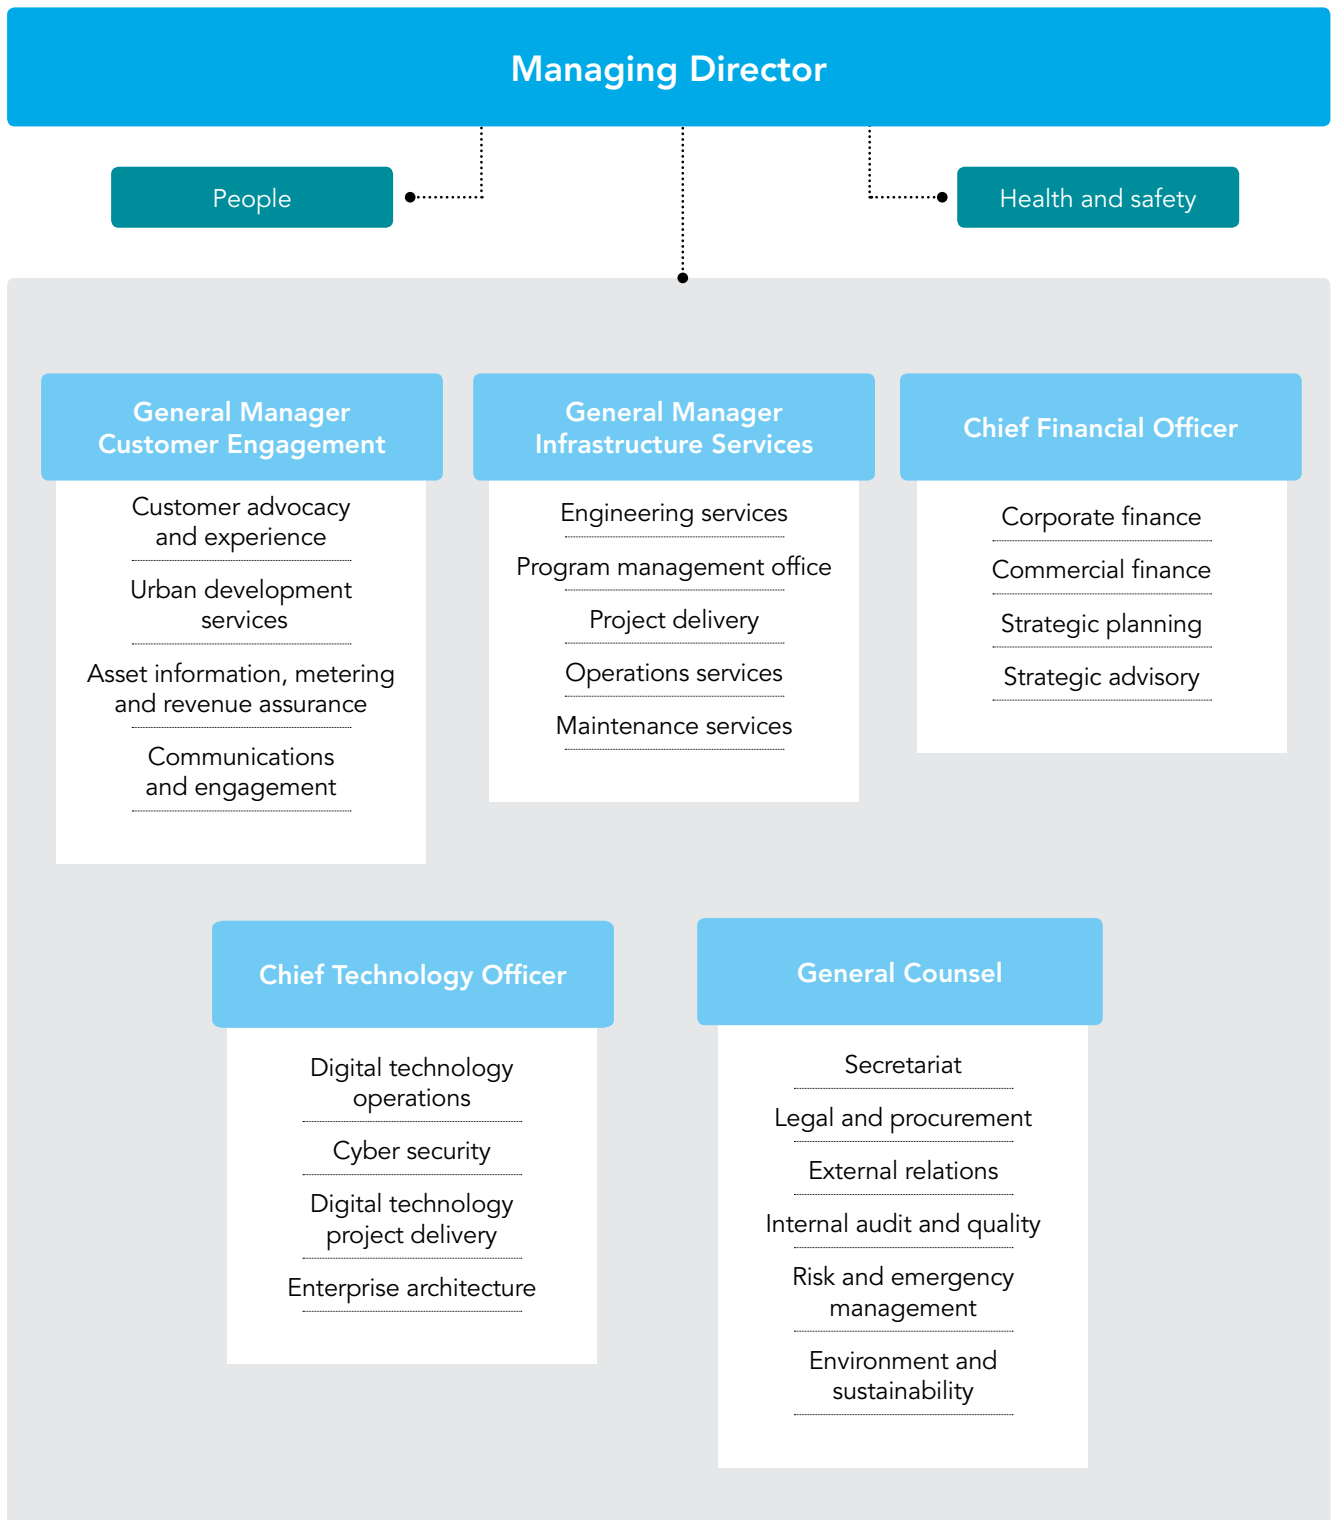 Managing Director
People
Health and safety
General Manager
Customer Engagement
Customer advocacy
and experience
Urban development
services
Asset information, metering
and revenue assurance
Communications
and engagement
General Manager
Infrastructure Services
Engineering services
Program management office
Project delivery
Operations services
Maintenance services
Chief Financial Officer
Corporate finance
Commercial finance
Strategic planning
Strategic advisory
Chief Technology Officer
Digital technology
operations
Cyber security
Digital technology
project delivery
Enterprise architecture
General Counsel
Secretariat
Legal and procurement
External relations
Internal audit and quality
Risk and emergency
management
Environment and
sustainability